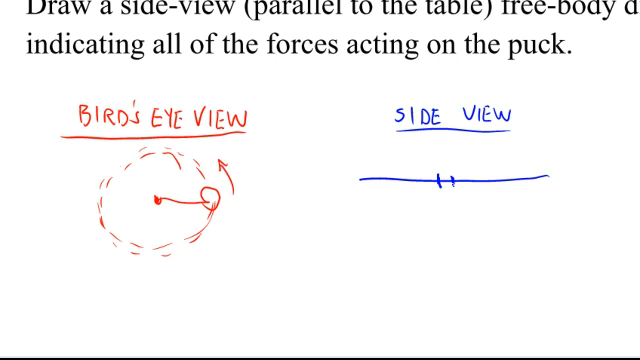 Draw a side-view (parallel to the table) free-body d
indicating all of the forces acting on the puck.
BIRD'S EYE VIEW
SIDE VIEW